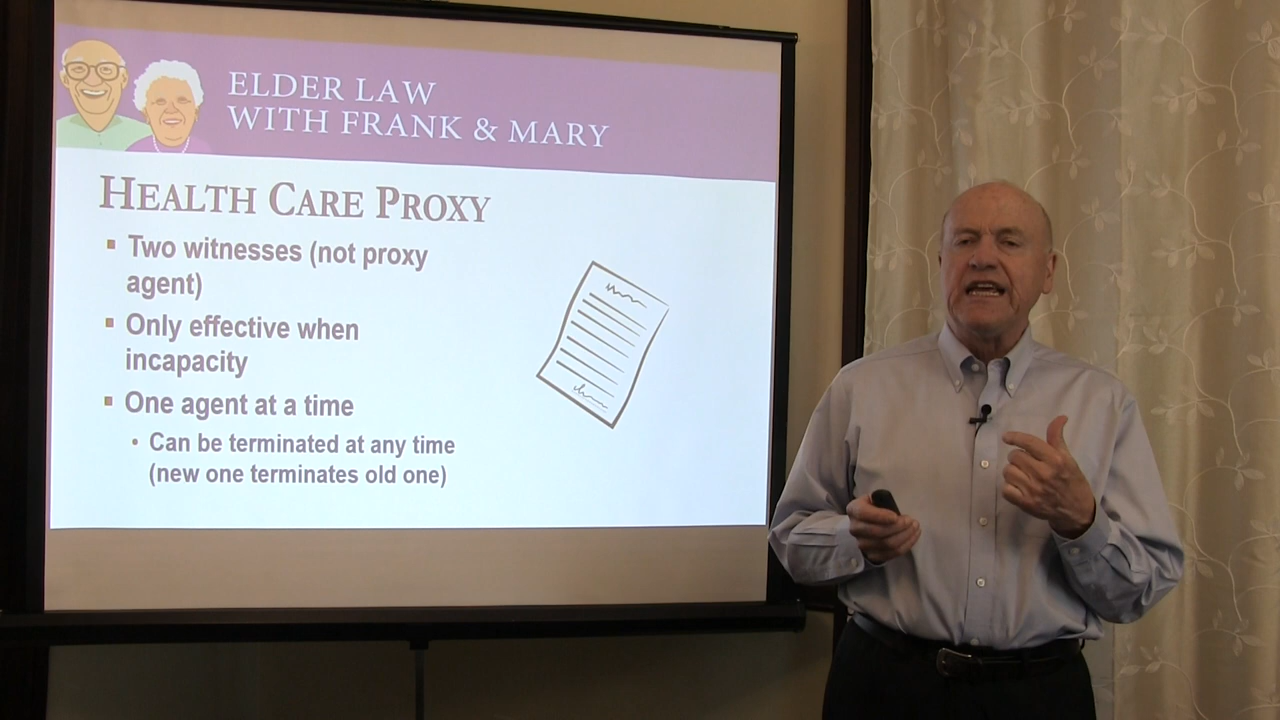 ELDER LAW
WITH FRANK & MARY
HEALTH CARE PROXY
▪ Two witnesses (not proxy
agent)
▪ Only effective when
incapacity
▪ One agent at a time
• Can be terminated at any time
(new one terminates old one)